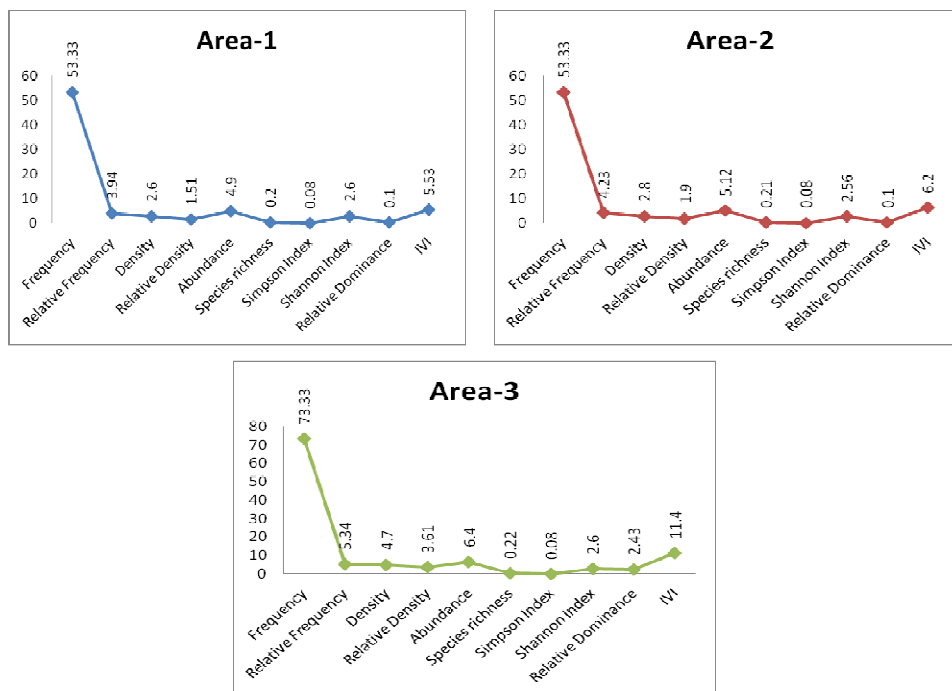 Area-1
53.33
3.94
2.6
1.51
4.9
0.2
0.08
2.6
0.1
5.53
60
50
40
30
20
10
0
Frequency
Relative Frequency
Density
Relative Density
Abundance
Species richness
Simpson Index
Shannon Index
Relative Dominance
IVI
Area-2
53.33
4.23
2.8
1.9
5.12
0.21
0.08
2.56
0.1
6.2
60
50
40
30
20
10
0
Frequency
Relative Frequency
Density
Relative Density
Abundance
Species richness
Simpson Index
Shannon Index
Relative Dominance
IVI
Area-3
73.33
5.34
4.7
3.61
6.4
0.22
0.08
2.6
2.43
11.4
80
70
60
50
40
30
20
10
0
Frequency
Relative Frequency
Density
Relative Density
Abundance
Species richness
Simpson Index
Shannon Index
Relative Dominance
IVI